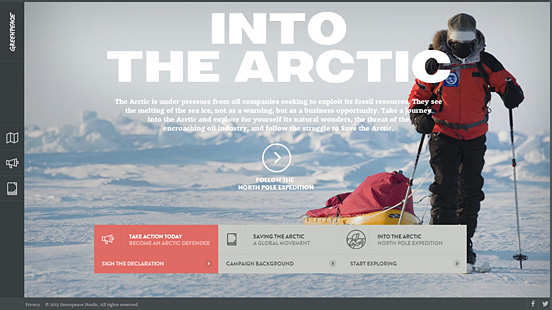 GREENPEACE
INTO
THE ARCTIC
The Arctic is under pressure from oil companies seeking to exploit its fossil resources. They see
the melting of the sea ice, not as a warning, but as a business opportunity. Take a journey
into the Arctic and explore for yourself its natural wonders, the threat of the
encroaching oil industry, and follow the struggle to Save the Arctic.
FOLLOW THE
NORTH POLE EXPEDITION
TAKE ACTION TODAY
BECOME AN ARCTIC DEFENDER
SIGN THE DECLARATION
SAVING THE ARCTIC
A GLOBAL MOVEMENT
CAMPAIGN BACKGROUND
INTO THE ARCTIC
NORTH POLE EXPEDITION
START EXPLORING
Privacy © 2013 Greenpeace Nordic. All rights reserved.